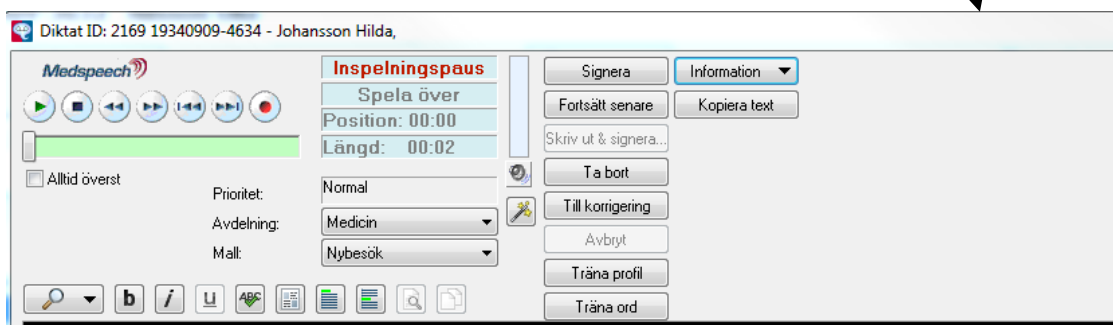 Diktat ID: 2169 19340909-4634 - Johansson Hilda,
Medspeech
Inspelningspaus
Spela över
Position: 00:00
Längd: 00:02
Alltid överst
Prioritet: Normal
Avdelning: Medicin
Mall: Nybesök
b i u ABC
Signera
Information
Fortsätt senare
Kopiera text
Skriv ut & signera...
Ta bort
Till korrigering
Avbryt
Träna profil
Träna ord